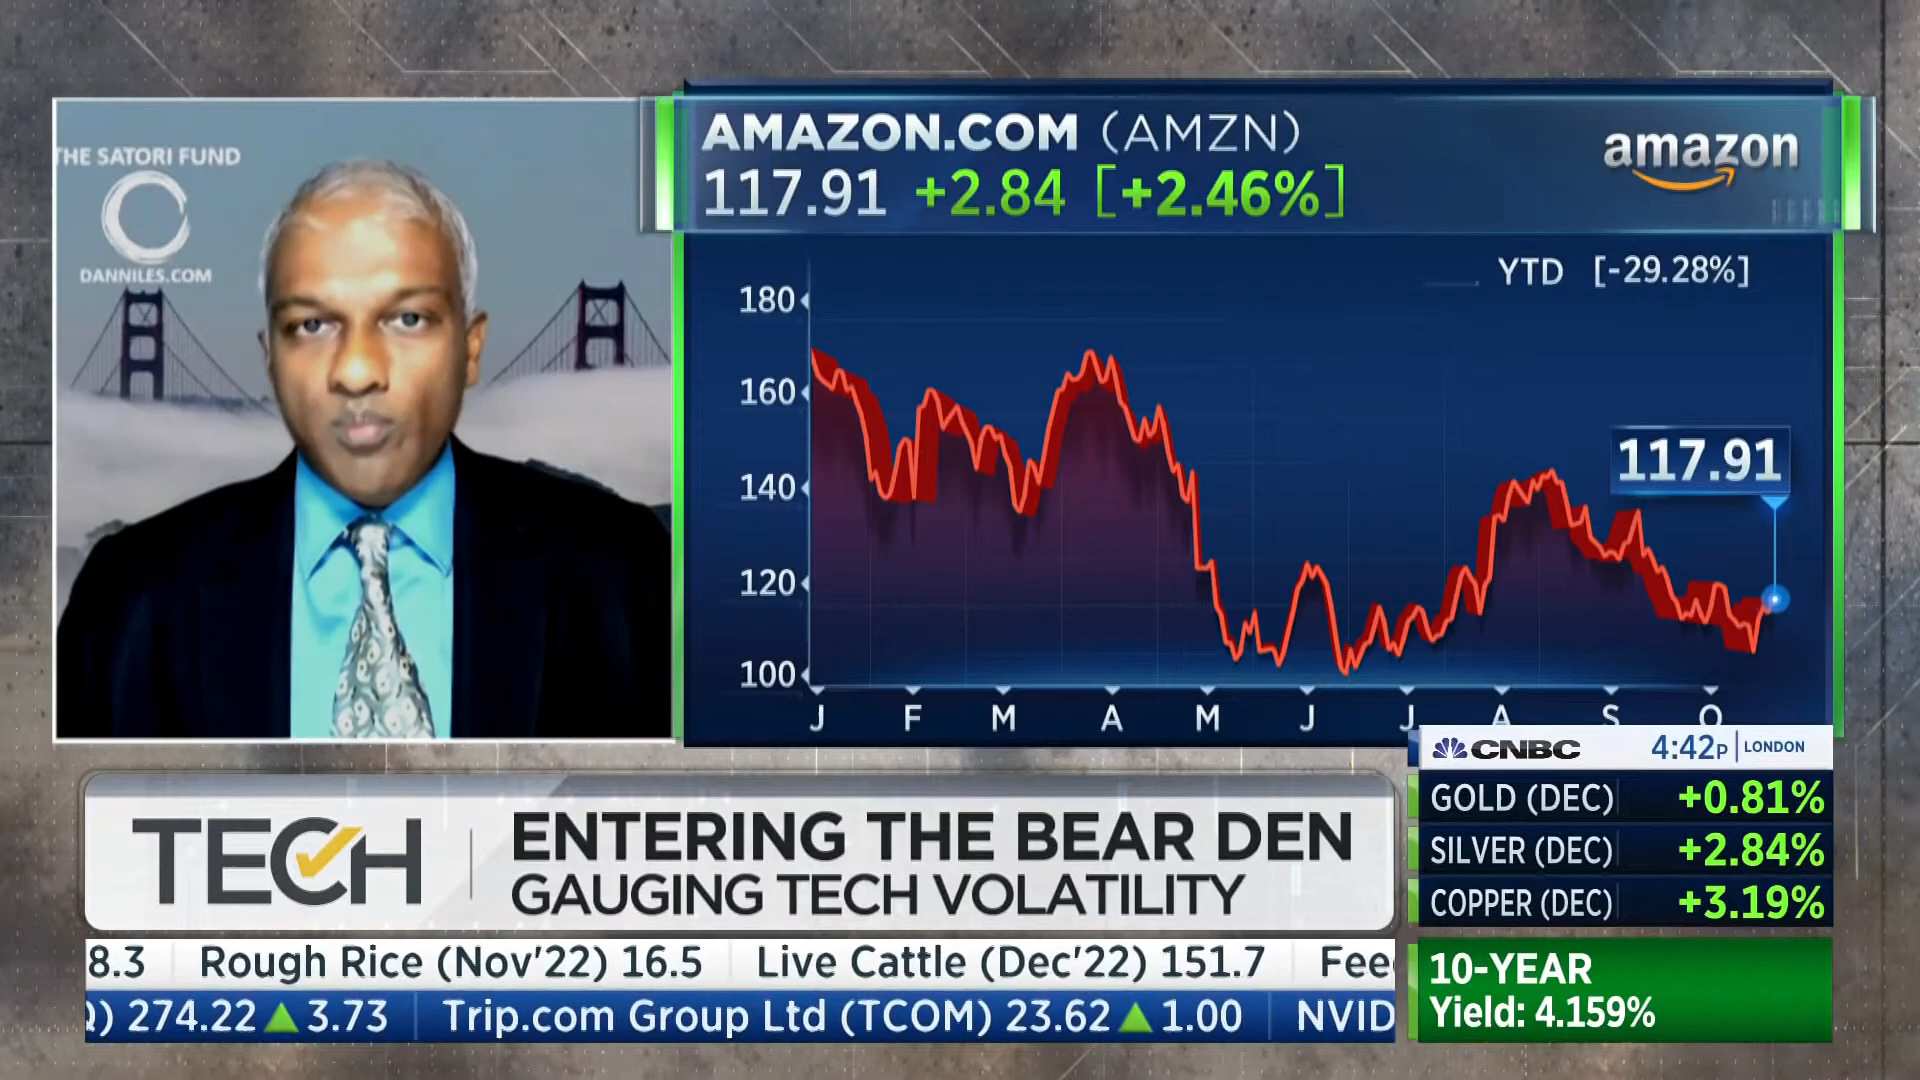 THE SATORI FUND
DANNILES.COM
AMAZON.COM (AMZN)
117.91 +2.84 [+2.46%]
amazon
YTD [-29.28%]
180
160
140
120
100
117.91
J F M A M J J A S O
CNBC 4:42P LONDON
GOLD (DEC) +0.81%
SILVER (DEC) +2.84%
COPPER (DEC) +3.19%
10-YEAR
Yield: 4.159%
TECH
ENTERING THE BEAR DEN
GAUGING TECH VOLATILITY
8.3 Rough Rice (Nov'22) 16.5 Live Cattle (Dec'22) 151.7 Fee
) 274.22 ▲ 3.73 Trip.com Group Ltd (TCOM) 23.62 ▲ 1.00 NVID